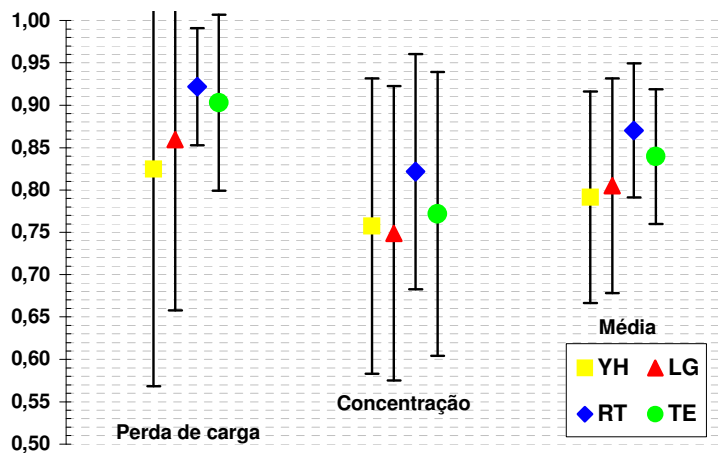 1,00
0,95
0,90
0,85
0,80
0,75
0,70
0,65
0,60
0,55
0,50
Perda de carga
Concentração
Média
YH LG
RT TE